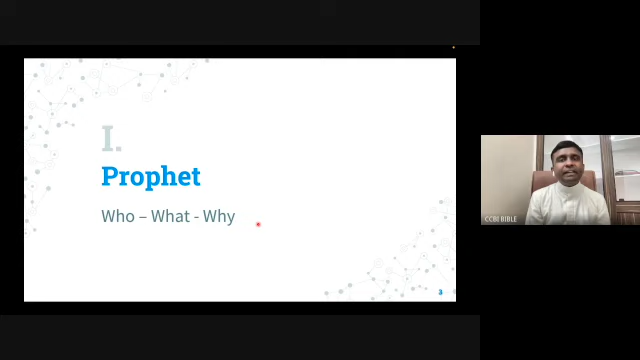 I.
Prophet
Who – What - Why
3
CCBI BIBLE